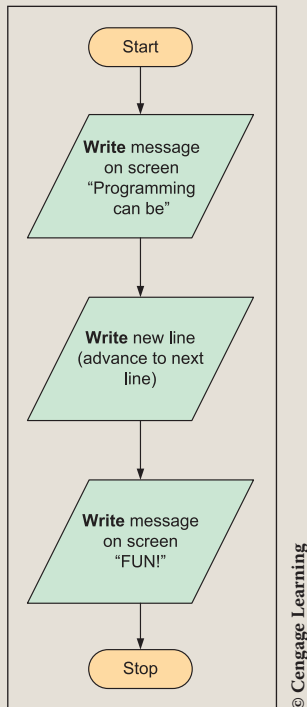 Start
Write message
on screen
“Programming
can be”
Write new line
(advance to next
line)
Write message
on screen
“FUN!”
Stop
© Cengage Learning